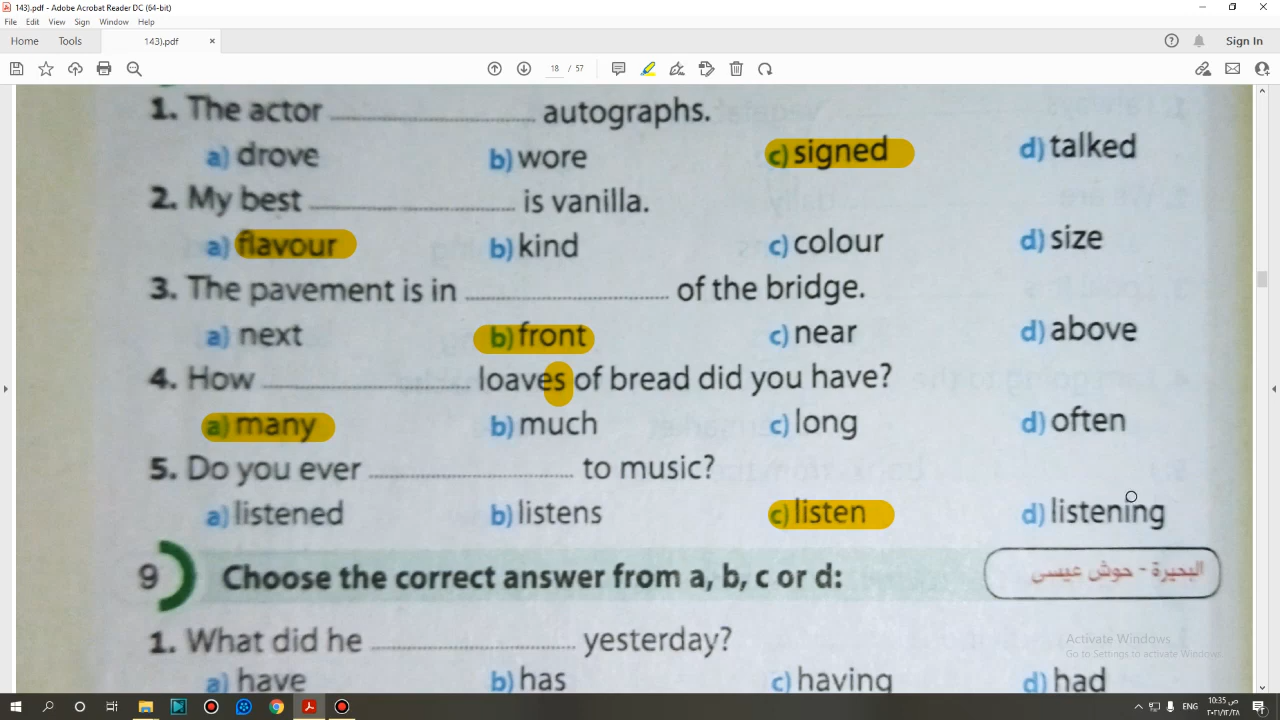 143).pdf - Adobe Acrobat Reader DC (64-bit)
File Edit View Sign Window Help
Home Tools 143).pdf × Sign In
18 / 57
1. The actor autographs.
a) drove b) wore c) signed d) talked
2. My best is vanilla.
a) flavour b) kind c) colour d) size
3. The pavement is in of the bridge.
a) next b) front c) near d) above
4. How loaves of bread did you have?
a) many b) much c) long d) often
5. Do you ever to music?
a) listened b) listens c) listen d) listening
9 Choose the correct answer from a, b, c or d: البحيرة - حوش عيسى
1. What did he yesterday?
a) have b) has c) having d) had
Activate Windows
Go to Settings to activate Windows.
ENG 10:35 ص